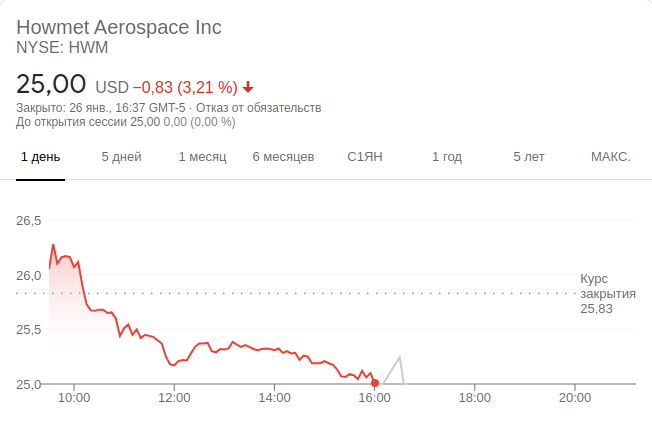 Howmet Aerospace Inc
NYSE: HWM
25,00 USD −0,83 (3,21 %)
Закрыто: 26 янв., 16:37 GMT-5 · Отказ от обязательств
До открытия сессии 25,00 0,00 (0,00 %)
1 день 5 дней 1 месяц 6 месяцев С1ЯН 1 год 5 лет МАКС.
26,5
26,0
Курс
закрытия
25,83
25,5
25,0
10:00 12:00 14:00 16:00 18:00 20:00